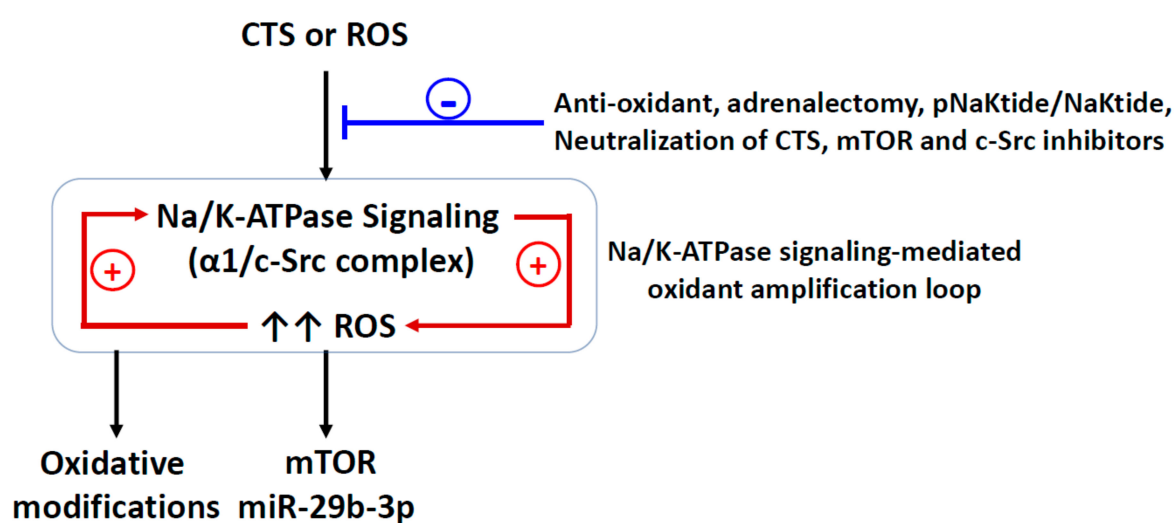 CTS or ROS
-
Anti-oxidant, adrenalectomy, pNaKtide/NaKtide,
Neutralization of CTS, mTOR and c-Src inhibitors
Na/K-ATPase Signaling
(α1/c-Src complex)
+
+
Na/K-ATPase signaling-mediated
oxidant amplification loop
↑↑ ROS
Oxidative
modifications
mTOR
miR-29b-3p